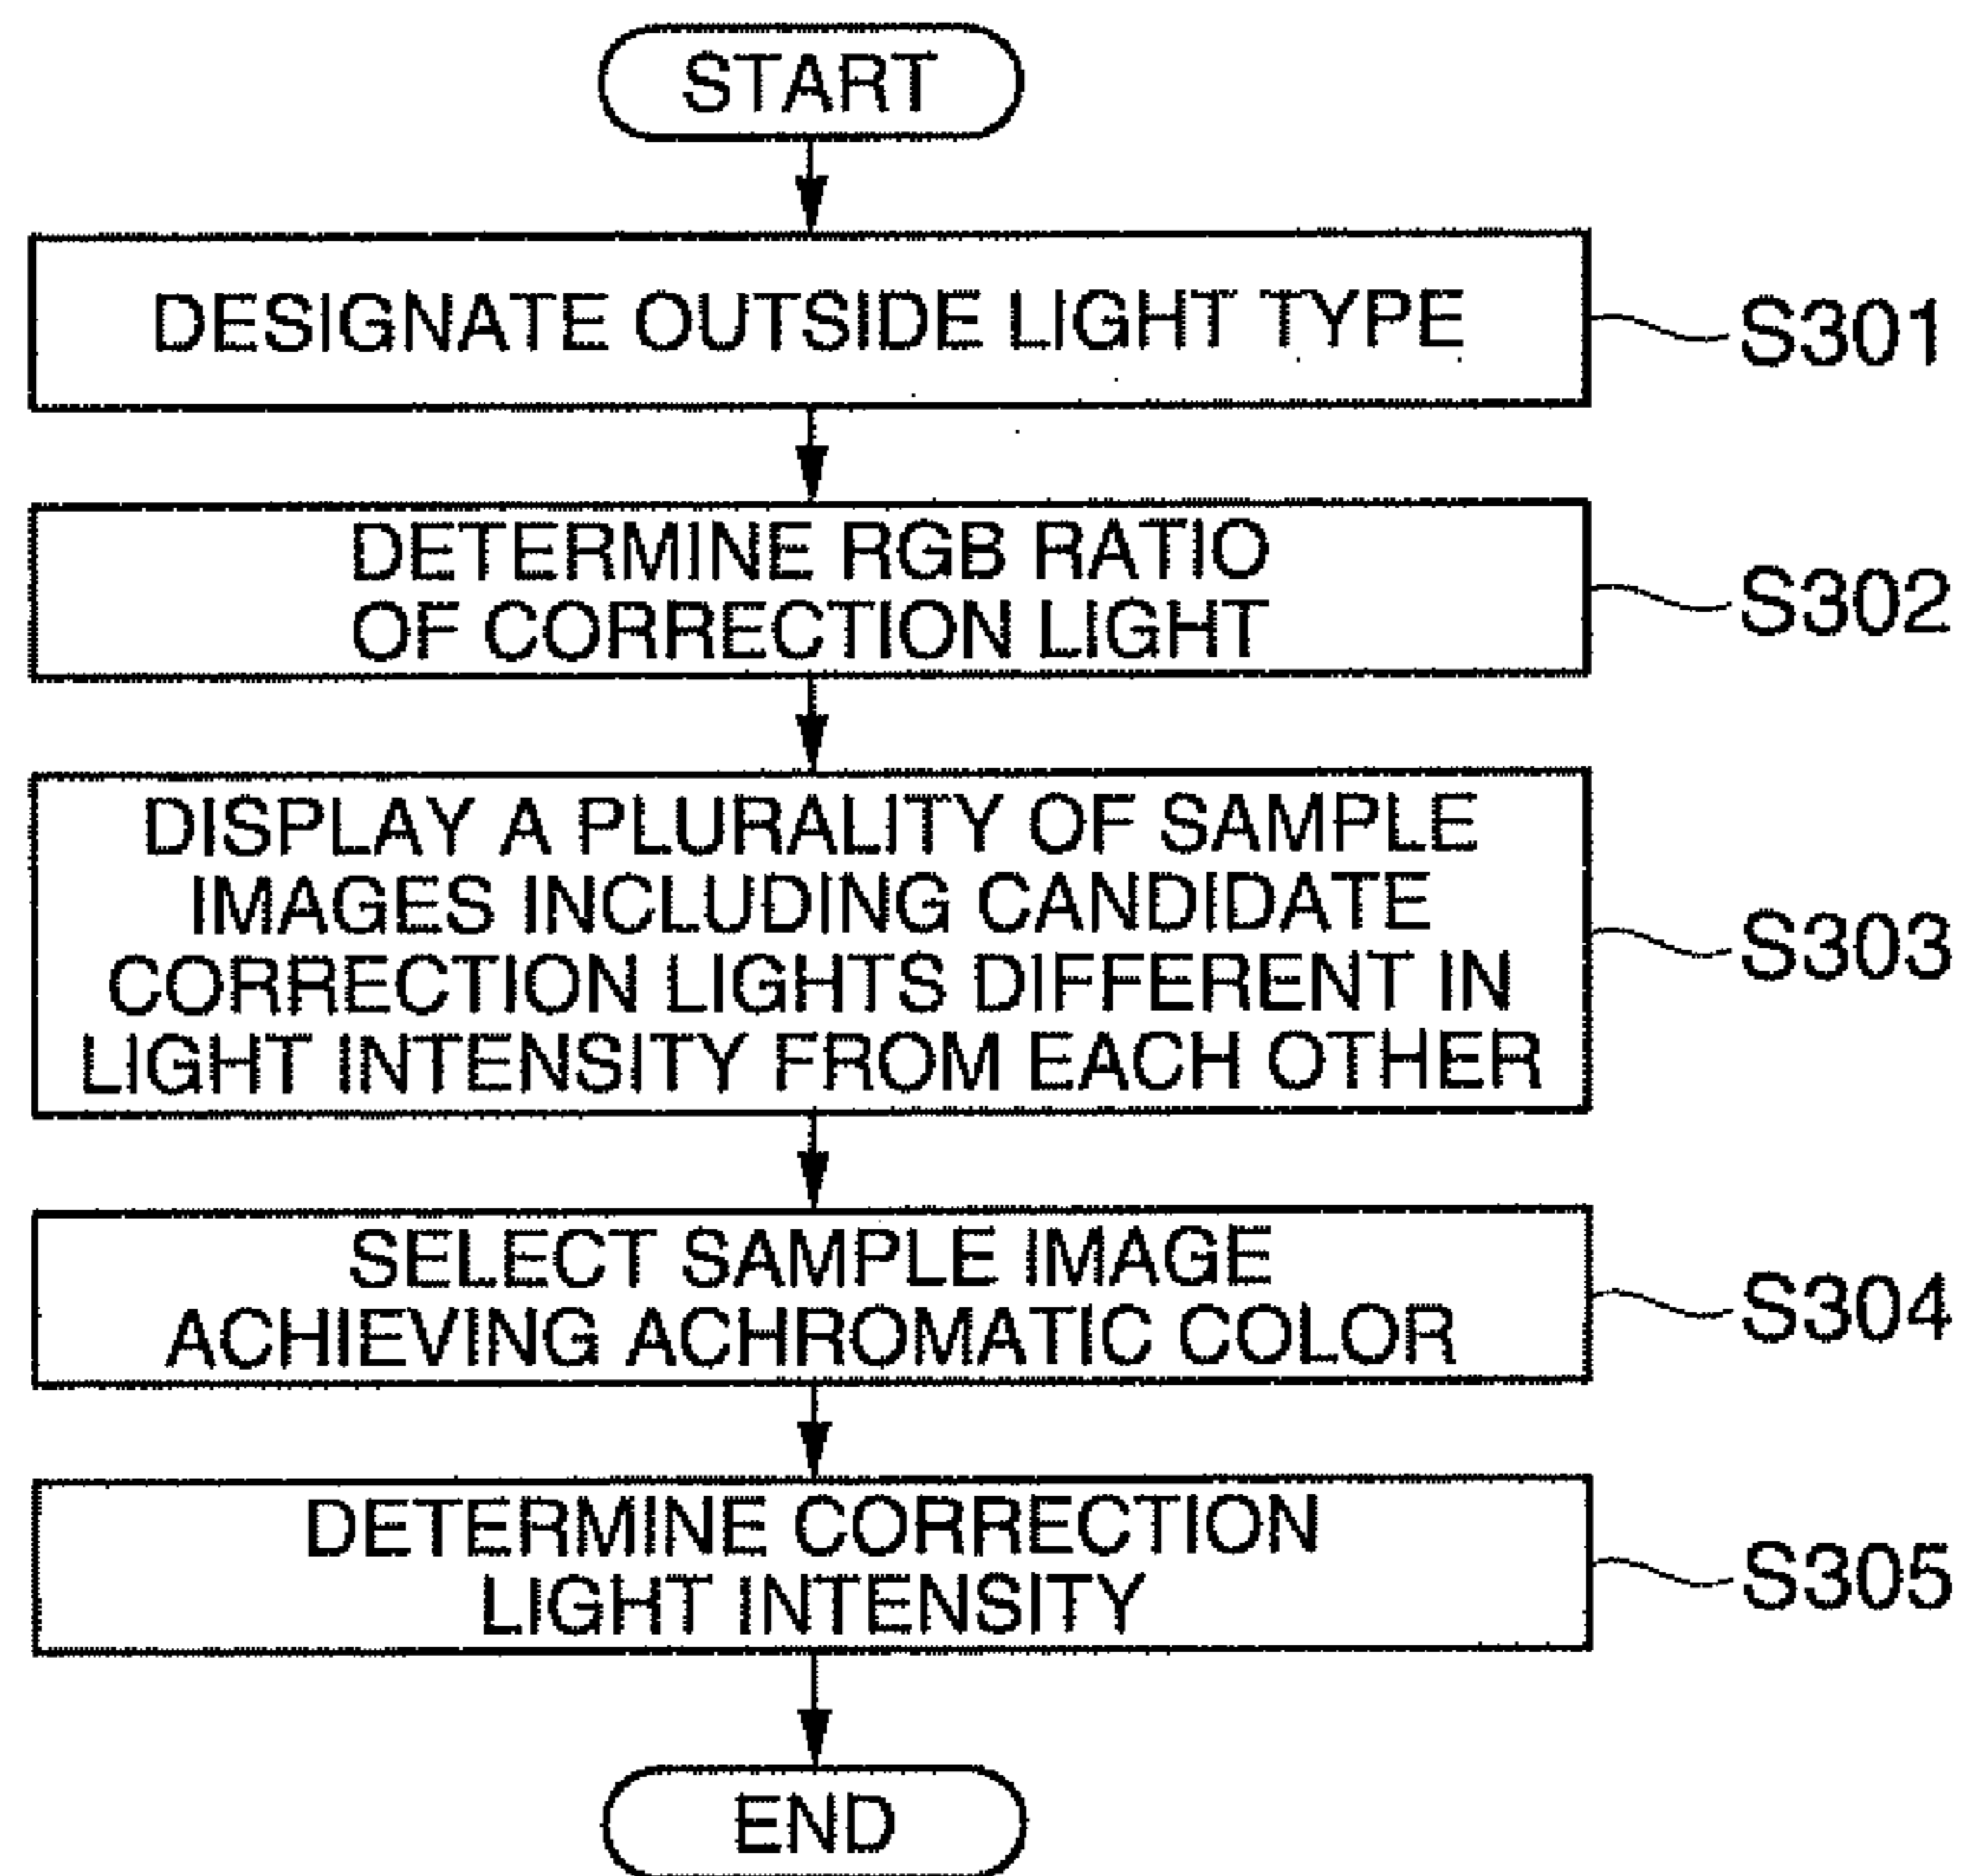 START
DESIGNATE OUTSIDE LIGHT TYPE
S301
DETERMINE RGB RATIO
OF CORRECTION LIGHT
S302
DISPLAY A PLURALITY OF SAMPLE
IMAGES INCLUDING CANDIDATE
CORRECTION LIGHTS DIFFERENT IN
LIGHT INTENSITY FROM EACH OTHER
S303
SELECT SAMPLE IMAGE
ACHIEVING ACHROMATIC COLOR
S304
DETERMINE CORRECTION
LIGHT INTENSITY
S305
END